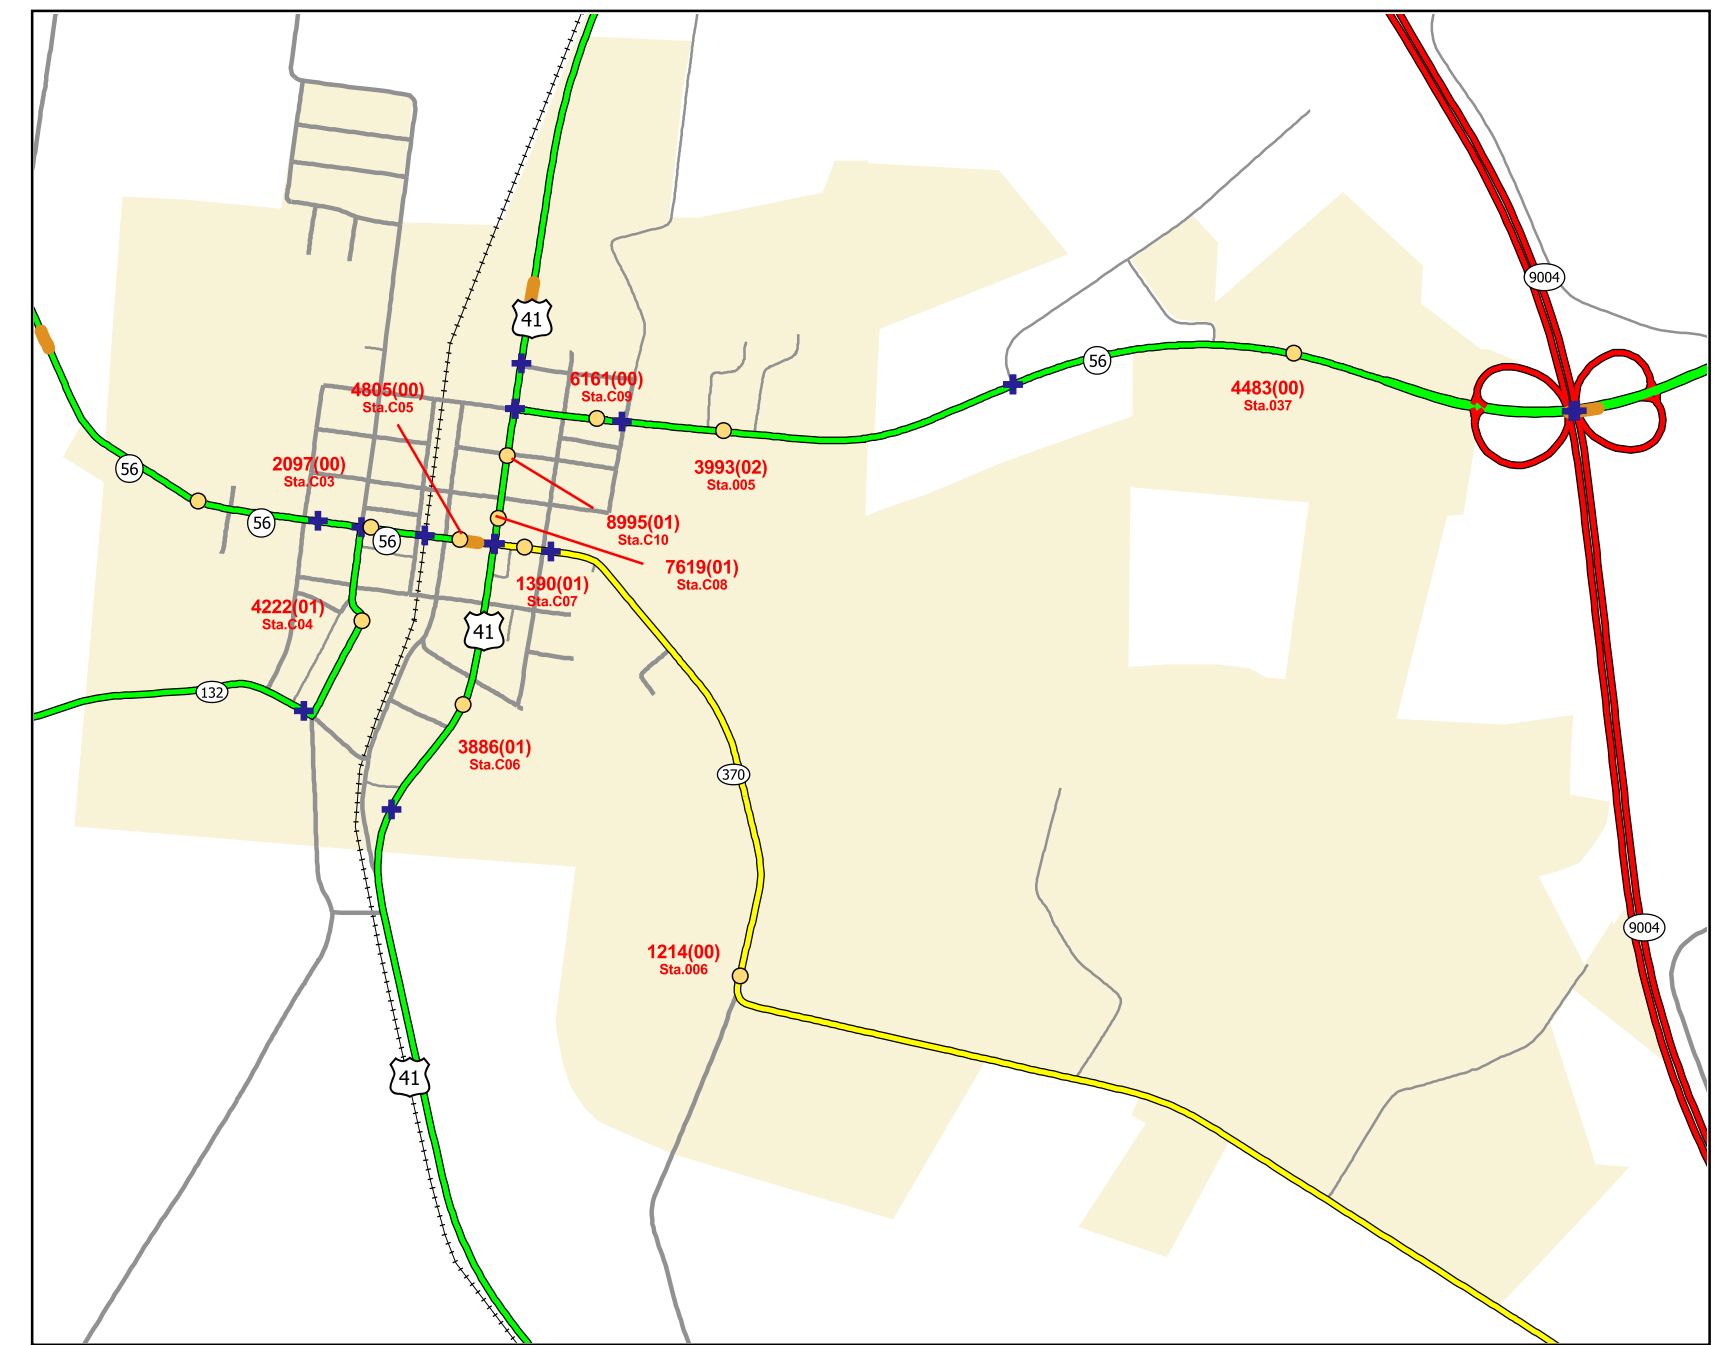 9004
41
56
6161(00)
Sta.C09
4805(00)
Sta.C05
4483(00)
Sta.037
56
2097(00)
Sta.C03
3993(02)
Sta.005
56
56
8995(01)
Sta.C10
7619(01)
Sta.C08
1390(01)
Sta.C07
4222(01)
Sta.C04
41
132
3886(01)
Sta.C06
370
9004
1214(00)
Sta.006
41